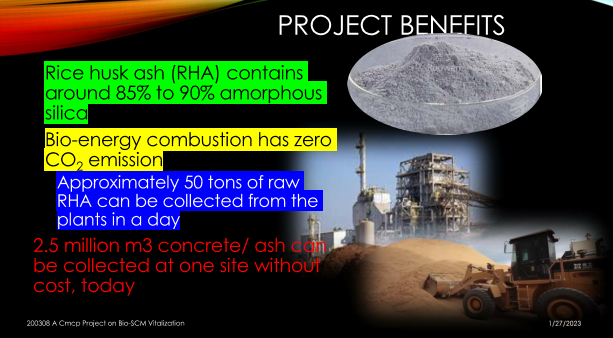 PROJECT BENEFITS
Rice husk ash (RHA) contains
around 85% to 90% amorphous
silica
Bio-energy combustion has zero
CO₂ emission
Approximately 50 tons of raw
RHA can be collected from the
plants in a day
2.5 million m3 concrete/ ash can
be collected at one site without
cost, today
200308 A Cmcp Project on Bio-SCM Vitalization
1/27/2023